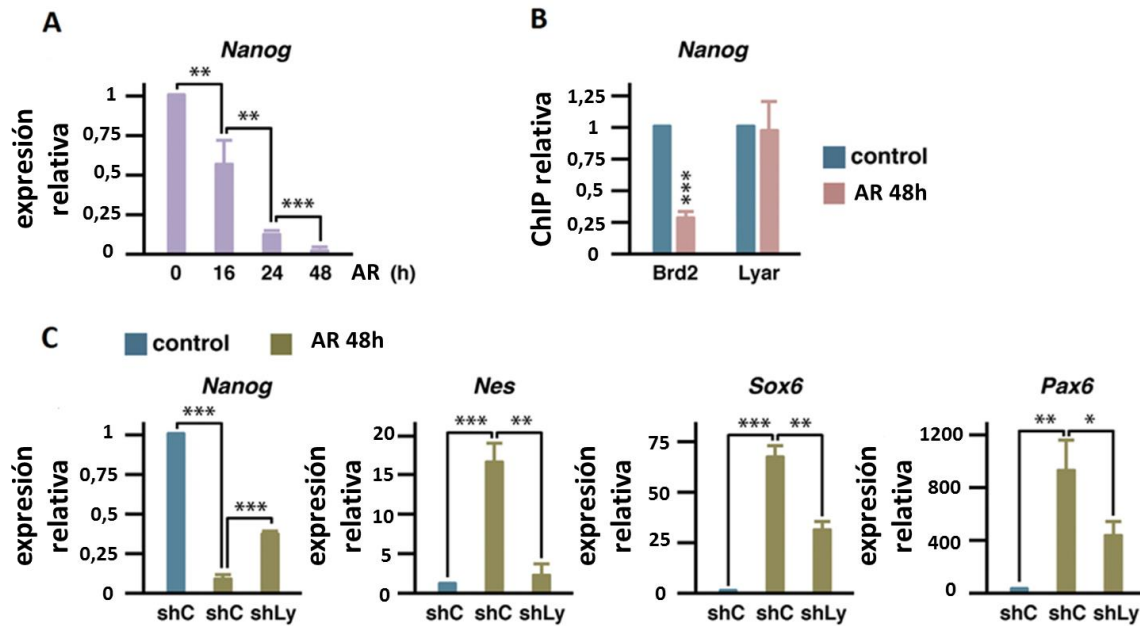 A
Nanog
expresión
relativa
1
0,75
0,5
0,25
0
**
**
***
0 16 24 48 AR (h)
B
Nanog
ChIP relativa
1,25
1
0,75
0,5
0,25
0
***
Brd2 Lyar
control
AR 48h
C
control
AR 48h
Nanog
expresión
relativa
1
0,75
0,5
0,25
0
***
***
shC shC shLy
Nes
expresión
relativa
20
15
10
5
0
*** **
shC shC shLy
Sox6
expresión
relativa
75
50
25
0
*** **
shC shC shLy
Pax6
expresión
relativa
1200
800
400
0
** *
shC shC shLy